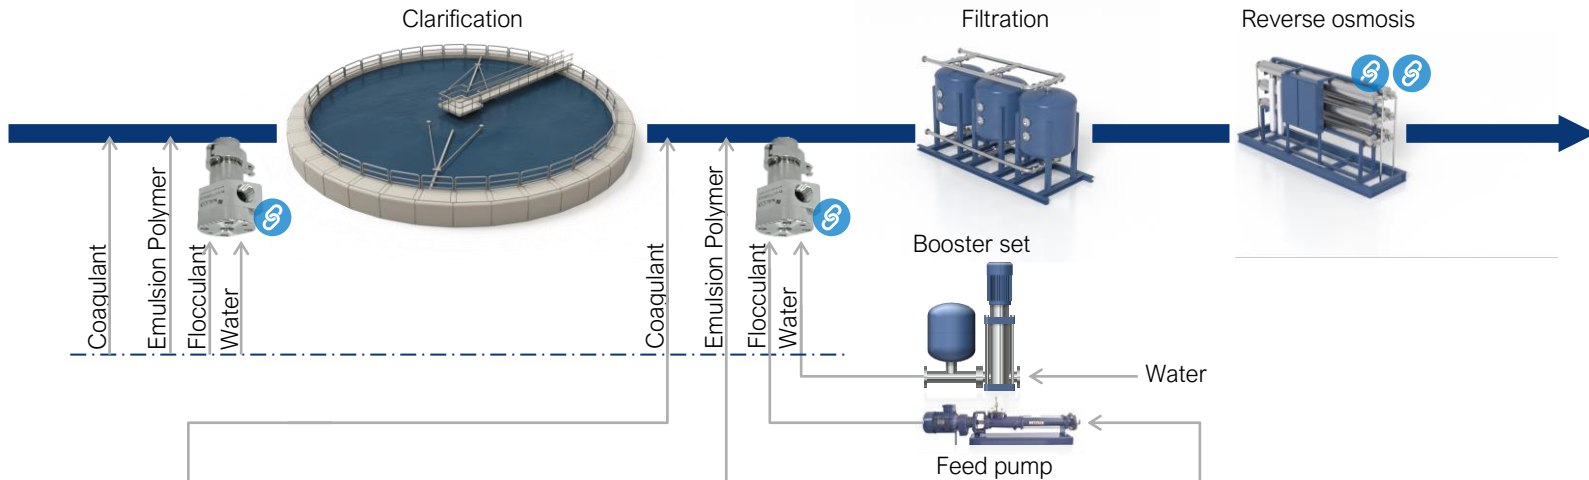 Clarification
Filtration
Reverse osmosis
Coagulant
Emulsion Polymer
Flocculant
Water
Coagulant
Emulsion Polymer
Flocculant
Water
Booster set
Water
Feed pump